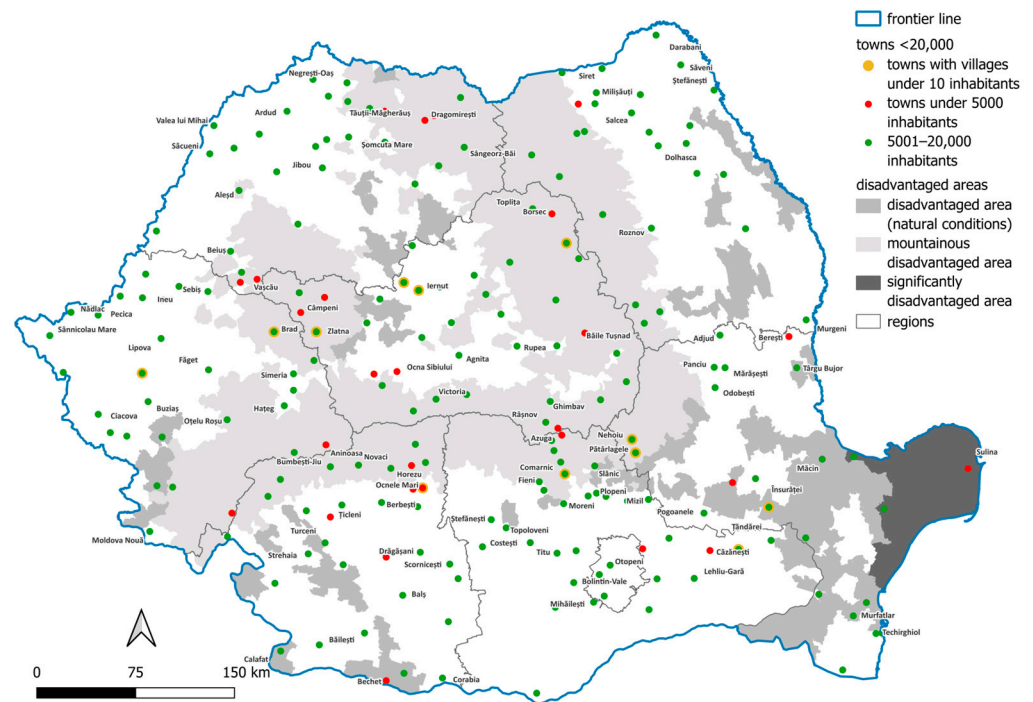 frontier line
towns <20,000
towns with villages
under 10 inhabitants
towns under 5000
inhabitants
5001–20,000
inhabitants
disadvantaged areas
disadvantaged area
(natural conditions)
mountainous
disadvantaged area
significantly
disadvantaged area
regions
Darabani
Săveni
Ștefănești
Negrești-Oaș
Siret
Milișăuți
Ardud
Tăuții-Măgherăuș
Dragomirești
Salcea
Valea lui Mihai
Săcueni
Șomcuta Mare
Sângeorz-Băi
Dolhasca
Jibou
Aleșd
Toplița
Borsec
Roznov
Beiuș
Vașcău
Iernut
Sebiș
Ineu
Nădlac
Pecica
Câmpeni
Sânnicolau Mare
Brad
Zlatna
Băile Tușnad
Adjud
Berești
Murgeni
Lipova
Făget
Rupea
Agnita
Ocna Sibiului
Simeria
Panciu
Mărășești
Târgu Bujor
Odobești
Victoria
Ghimbav
Hațeg
Buziaș
Ciacova
Oțelu Roșu
Râșnov
Azuga
Nehoiu
Pătârlagele
Aninoasa
Bumbești-Jiu
Novaci
Horezu
Ocnele Mari
Comarnic
Fieni
Slănic
Plopeni
Măcin
Sulina
Însurăței
Berbești
Moreni
Mizil
Pogoanele
Țicleni
Ștefănești
Topoloveni
Turceni
Țăndărei
Moldova Nouă
Strehaia
Drăgășani
Costești
Titu
Otopeni
Căzănești
Scornicești
Lehliu-Gară
Bolintin-Vale
Balș
Mihăilești
Murfatlar
Techirghiol
Băilești
Calafat
Bechet
Corabia
0 75 150 km